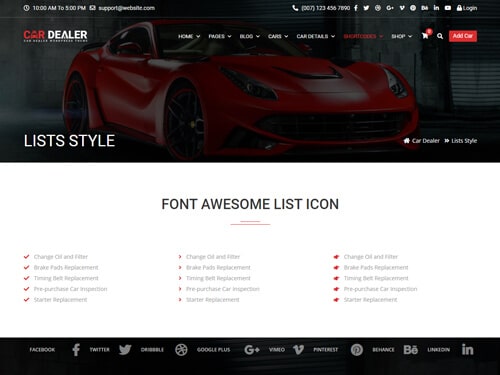 10:00 AM To 5:00 PM support@website.com (007) 123 456 7890 Login
CAR DEALER
CAR DEALER WORDPRESS THEME
HOME PAGES BLOG CARS CAR DETAILS SHORTCODES SHOP 0 Add Car
LISTS STYLE
Car Dealer » Lists Style
FONT AWESOME LIST ICON
Change Oil and Filter Change Oil and Filter Change Oil and Filter
Brake Pads Replacement Brake Pads Replacement Brake Pads Replacement
Timing Belt Replacement Timing Belt Replacement Timing Belt Replacement
Pre-purchase Car Inspection Pre-purchase Car Inspection Pre-purchase Car Inspection
Starter Replacement Starter Replacement Starter Replacement
FACEBOOK TWITTER DRIBBBLE GOOGLE PLUS VIMEO PINTEREST BEHANCE LINKEDIN